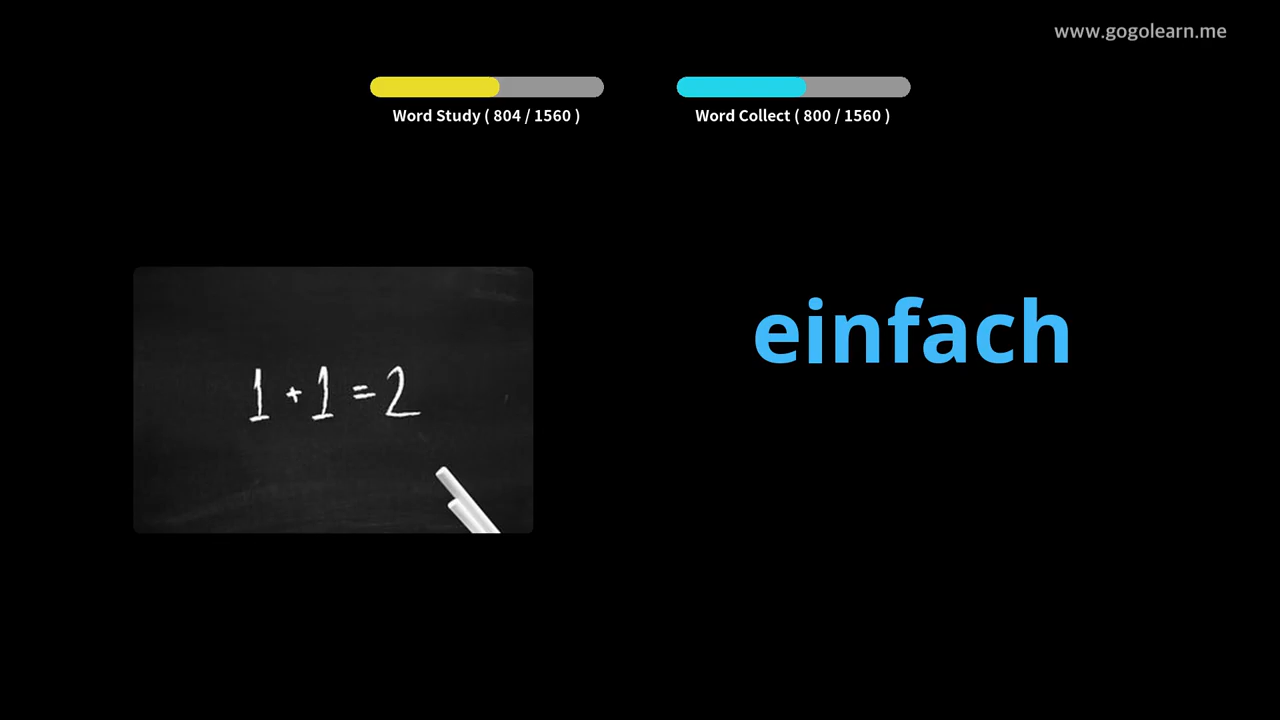 www.gogolearn.me
Word Study ( 804 / 1560 )
Word Collect ( 800 / 1560 )
1 + 1 = 2
einfach